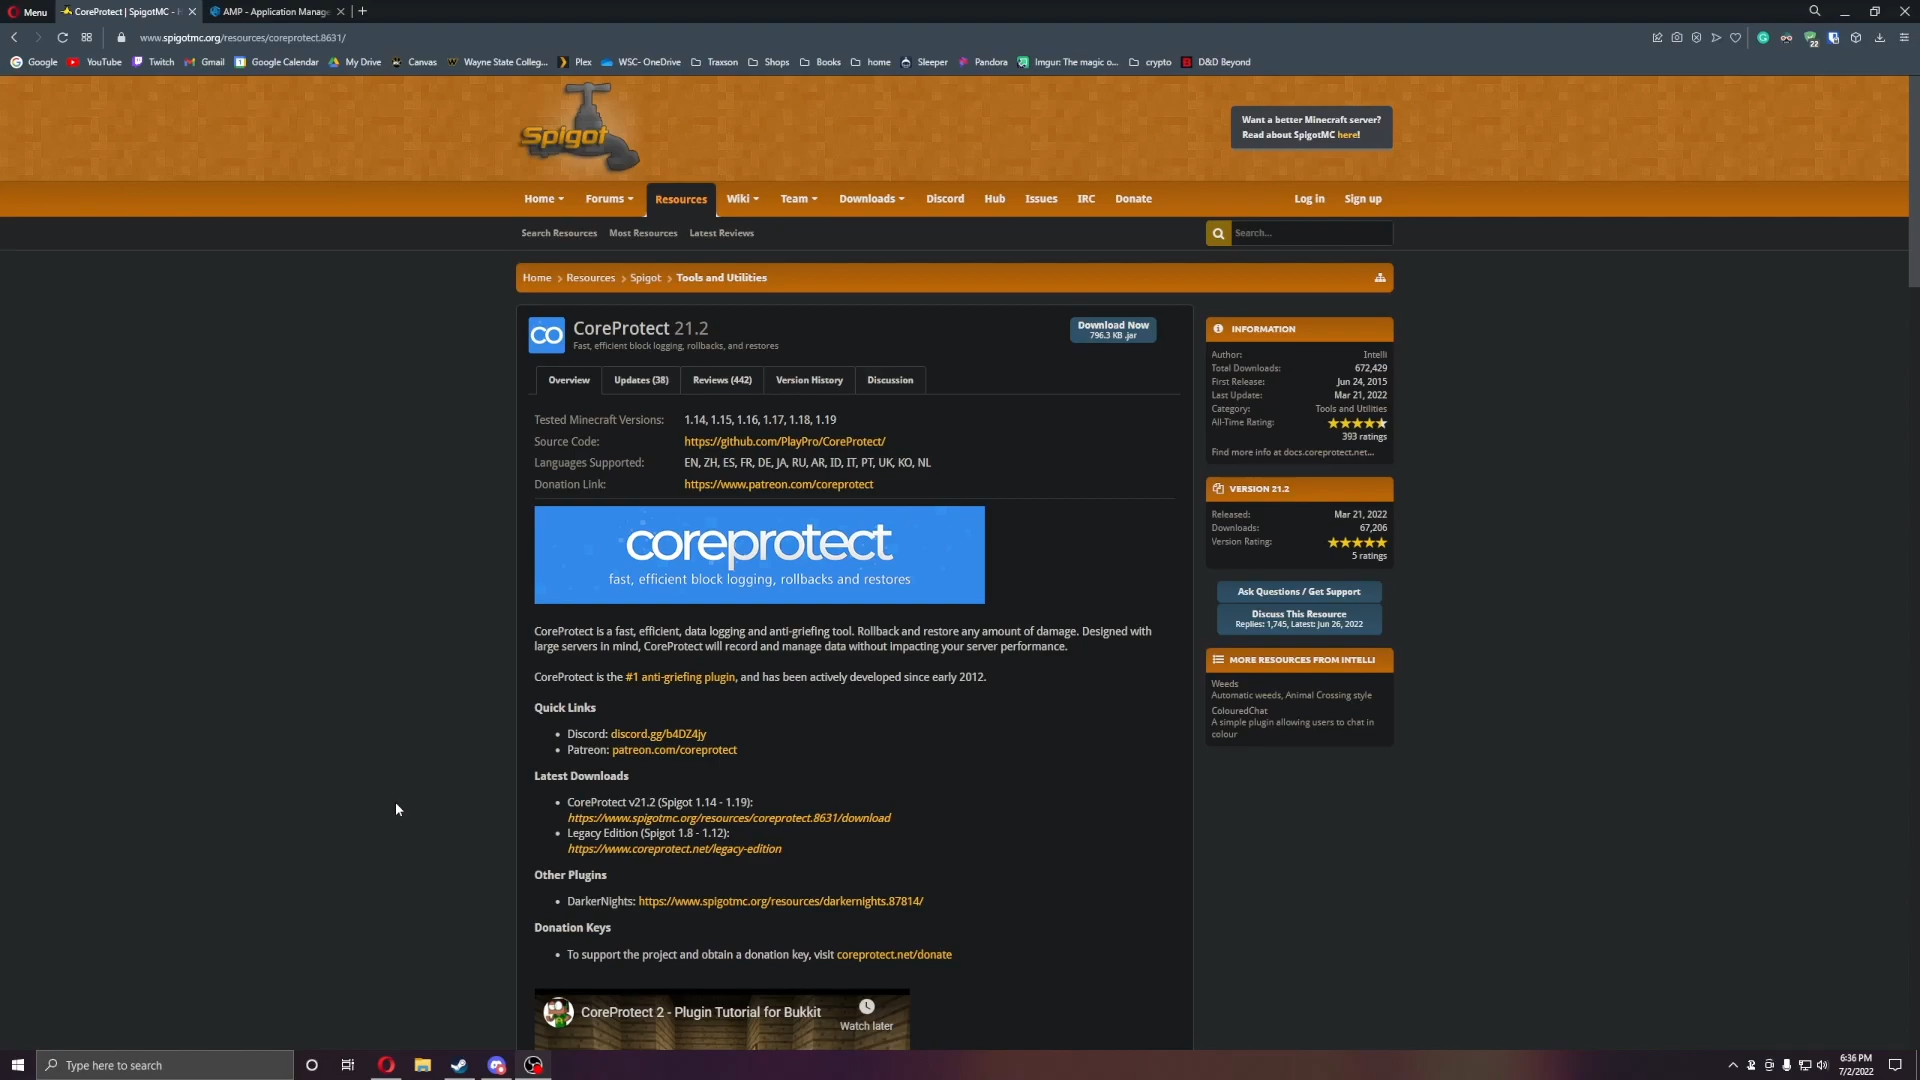 Menu
CoreProtect | SpigotMC - H
AMP - Application Manage
www.spigotmc.org/resources/coreprotect.8631/
22
Google
YouTube
Twitch
Gmail
Google Calendar
My Drive
Canvas
Wayne State Colleg...
Plex
WSC- OneDrive
Traxson
Shops
Books
home
Sleeper
Pandora
Imgur: The magic o...
crypto
D&D Beyond
Spigot
Want a better Minecraft server?
Read about SpigotMC here!
Home
Forums
Resources
Wiki
Team
Downloads
Discord
Hub
Issues
IRC
Donate
Log in
Sign up
Search Resources
Most Resources
Latest Reviews
Search...
Home
Resources
Spigot
Tools and Utilities
CO
CoreProtect 21.2
Fast, efficient block logging, rollbacks, and restores
Download Now
796.3 KB .jar
Overview
Updates (38)
Reviews (442)
Version History
Discussion
Tested Minecraft Versions: 1.14, 1.15, 1.16, 1.17, 1.18, 1.19
Source Code: https://github.com/PlayPro/CoreProtect/
Languages Supported: EN, ZH, ES, FR, DE, JA, RU, AR, ID, IT, PT, UK, KO, NL
Donation Link: https://www.patreon.com/coreprotect
coreprotect
fast, efficient block logging, rollbacks and restores
CoreProtect is a fast, efficient, data logging and anti-griefing tool. Rollback and restore any amount of damage. Designed with
large servers in mind, CoreProtect will record and manage data without impacting your server performance.
CoreProtect is the #1 anti-griefing plugin, and has been actively developed since early 2012.
Quick Links
Discord: discord.gg/b4DZ4jy
Patreon: patreon.com/coreprotect
Latest Downloads
CoreProtect v21.2 (Spigot 1.14 - 1.19):
https://www.spigotmc.org/resources/coreprotect.8631/download
Legacy Edition (Spigot 1.8 - 1.12):
https://www.coreprotect.net/legacy-edition
Other Plugins
DarkerNights: https://www.spigotmc.org/resources/darkernights.87814/
Donation Keys
To support the project and obtain a donation key, visit coreprotect.net/donate
CoreProtect 2 - Plugin Tutorial for Bukkit
Watch later
INFORMATION
Author: Intelli
Total Downloads: 672,429
First Release: Jun 24, 2015
Last Update: Mar 21, 2022
Category: Tools and Utilities
All-Time Rating:
393 ratings
Find more info at docs.coreprotect.net...
VERSION 21.2
Released: Mar 21, 2022
Downloads: 67,206
Version Rating:
5 ratings
Ask Questions / Get Support
Discuss This Resource
Replies: 1,745, Latest: Jun 26, 2022
MORE RESOURCES FROM INTELLI
Weeds
Automatic weeds, Animal Crossing style
ColouredChat
A simple plugin allowing users to chat in
colour
Type here to search
6:36 PM
7/2/2022